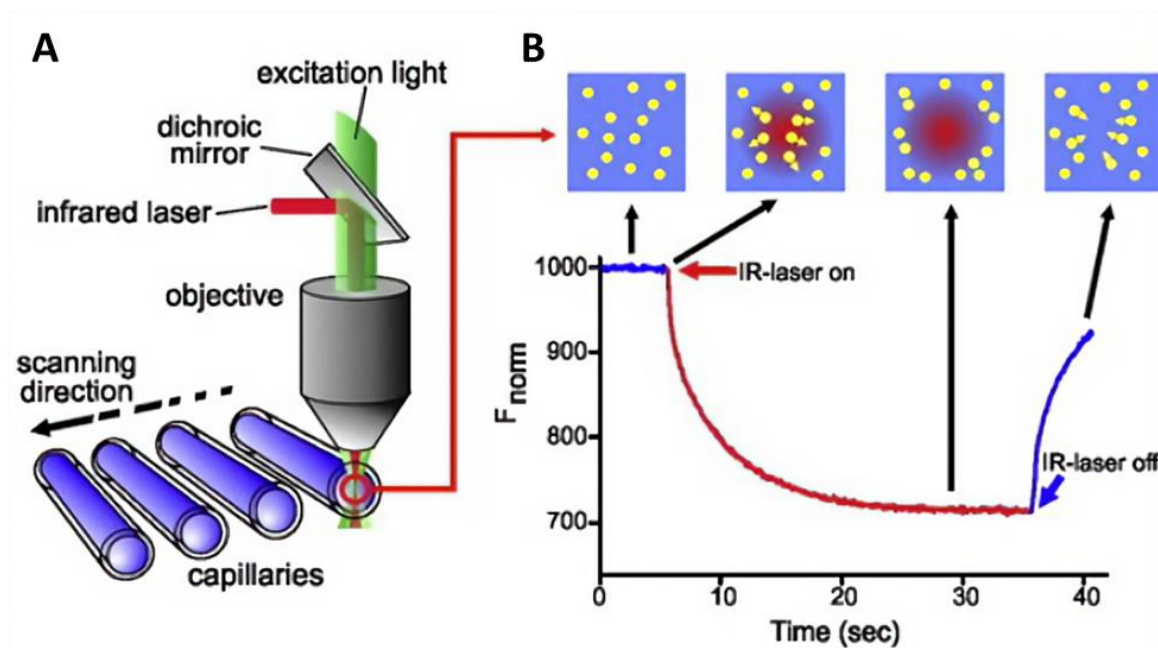 A
excitation light
dichroic
mirror
infrared laser
objective
scanning
direction
capillaries
B
1000
IR-laser on
900
Fnorm
800
IR-laser off
700
0
10
20
30
40
Time (sec)